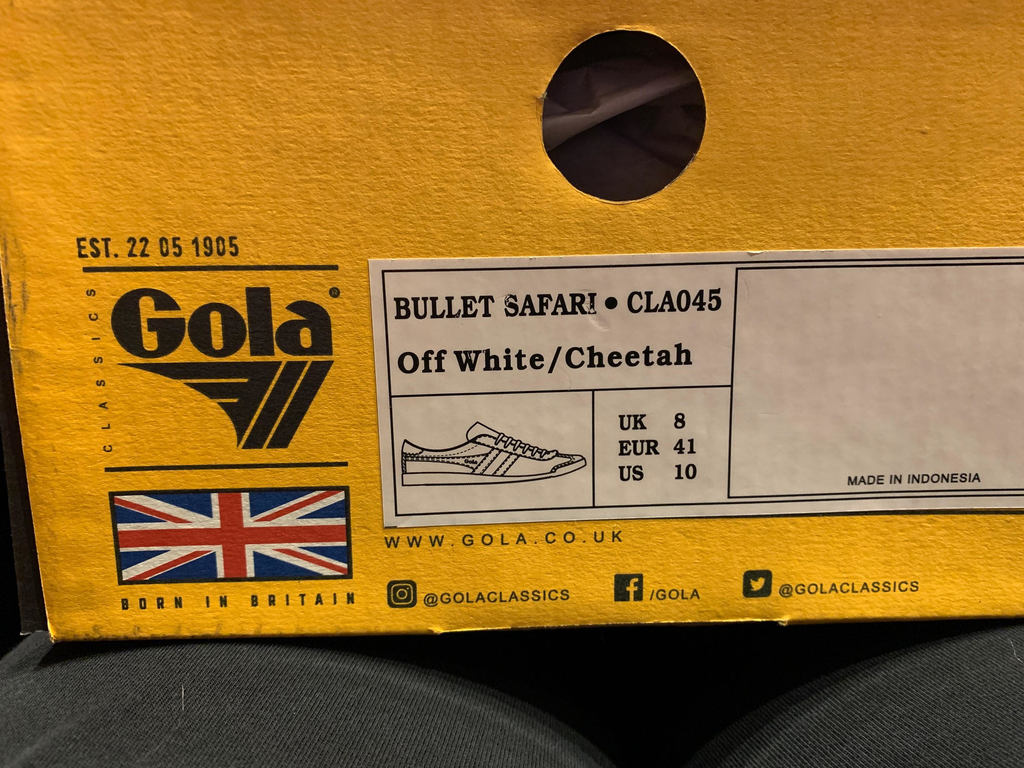 EST. 22 05 1905
CLASSICS
Gola®
BORN IN BRITAIN
BULLET SAFARI • CLA045
Off White/Cheetah
Gola
UK 8
EUR 41
US 10
MADE IN INDONESIA
WWW.GOLA.CO.UK
@GOLACLASSICS
/GOLA
@GOLACLASSICS